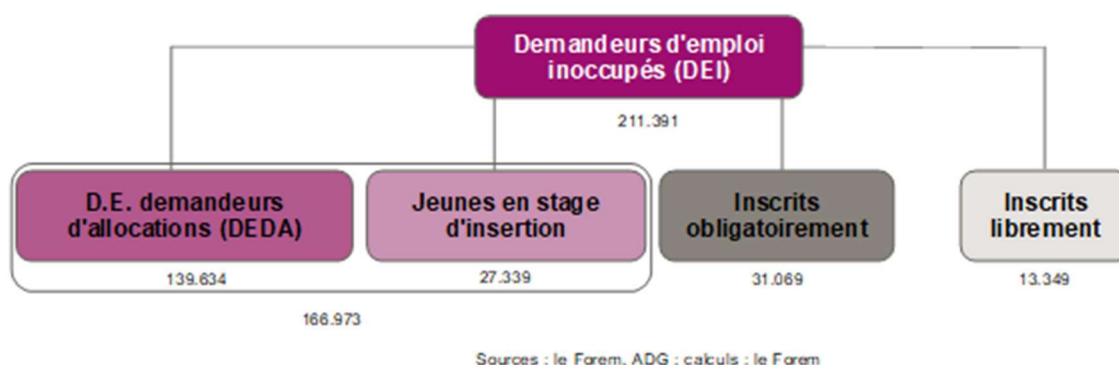 Demandeurs d'emploi
inoccupés (DEI)
211.391
D.E. demandeurs
d'allocations (DEDA)
Jeunes en stage
d'insertion
Inscrits
obligatoirement
Inscrits
librement
139.634
27.339
31.069
13.349
166.973
Sources : le Forem, ADG ; calculs : le Forem